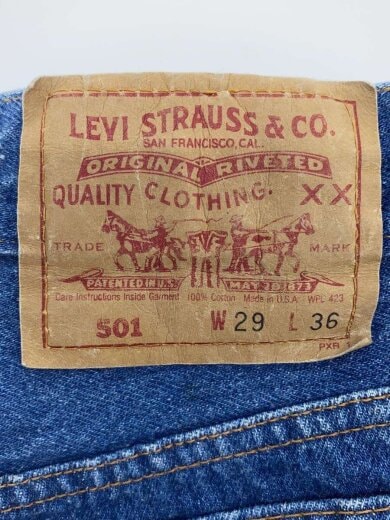 LEVI STRAUSS & CO.
SAN FRANCISCO, CAL.
ORIGINAL RIVETED
QUALITY CLOTHING. XX
TRADE MARK
PATENTED IN U.S. MAY 20 1873
Care Instructions Inside Garment 100% Cotton Made in U.S.A. WPL 423
501 W 29 L 36